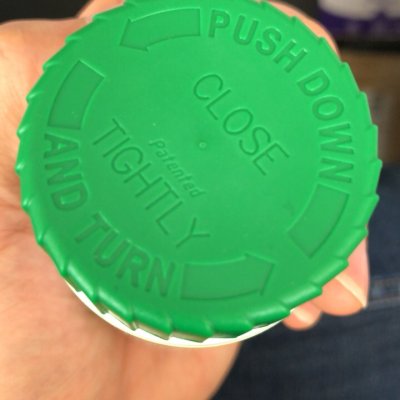 PUSH DOWN
AND TURN
CLOSE
Patented
TIGHTLY